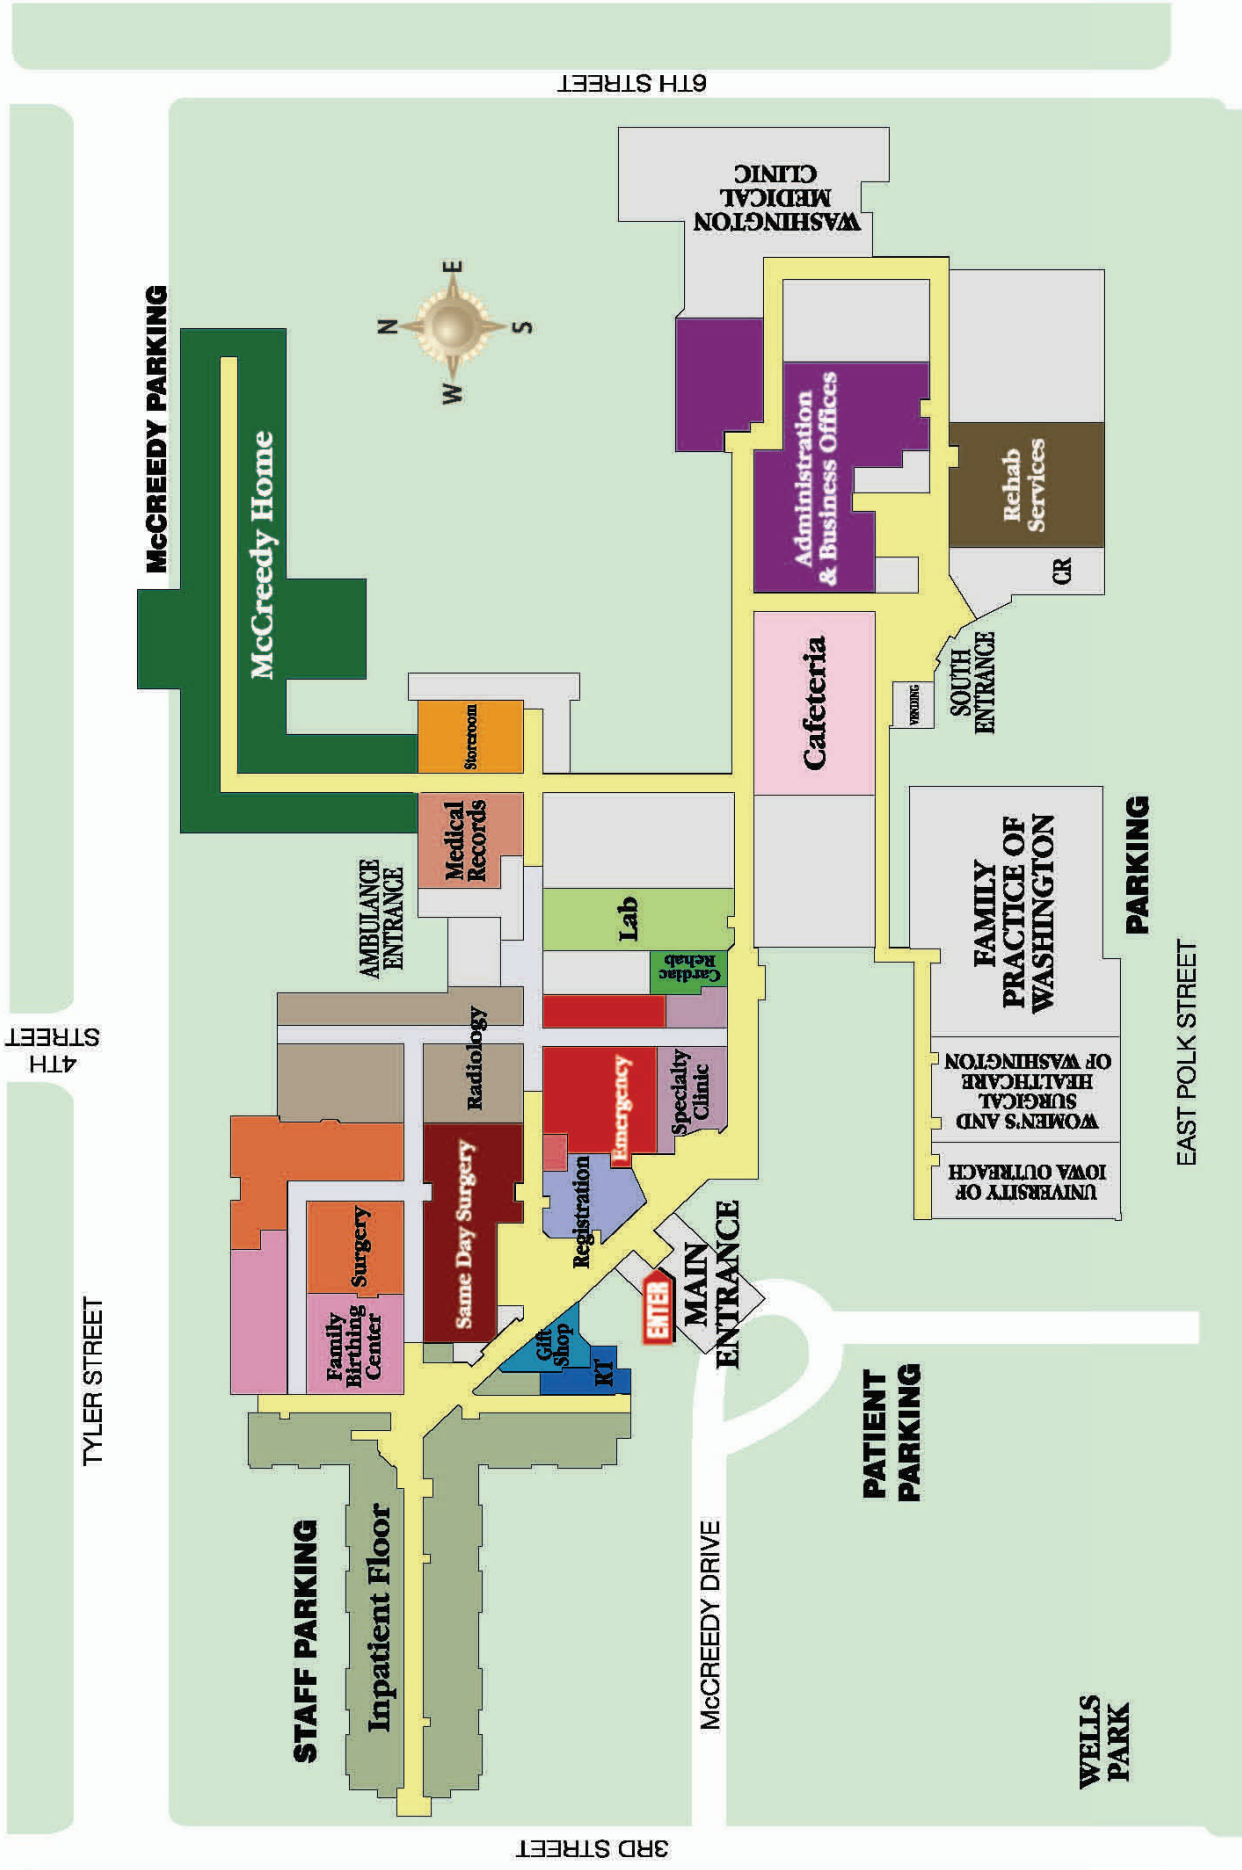 6TH STREET
WASHINGTON
MEDICAL
CLINIC
McCREEDY PARKING
McCreedy Home
N
E
S
W
Administration
& Business Offices
Rehab
Services
CR
SOUTH
ENTRANCE
VENDING
Cafeteria
Storeroom
Medical
Records
AMBULANCE
ENTRANCE
Lab
Cardiac
Rehab
FAMILY
PRACTICE OF
WASHINGTON
PARKING
EAST POLK STREET
4TH
STREET
Radiology
Emergency
Specialty
Clinic
WOMEN'S AND
SURGICAL
HEALTHCARE
OF WASHINGTON
UNIVERSITY OF
IOWA OUTREACH
Same Day Surgery
Registration
Surgery
Family
Birthing
Center
MAIN
ENTRANCE
ENTER
Gift
Shop
RT
TYLER STREET
PATIENT
PARKING
Inpatient Floor
STAFF PARKING
McCREEDY DRIVE
WELLS
PARK
3RD STREET